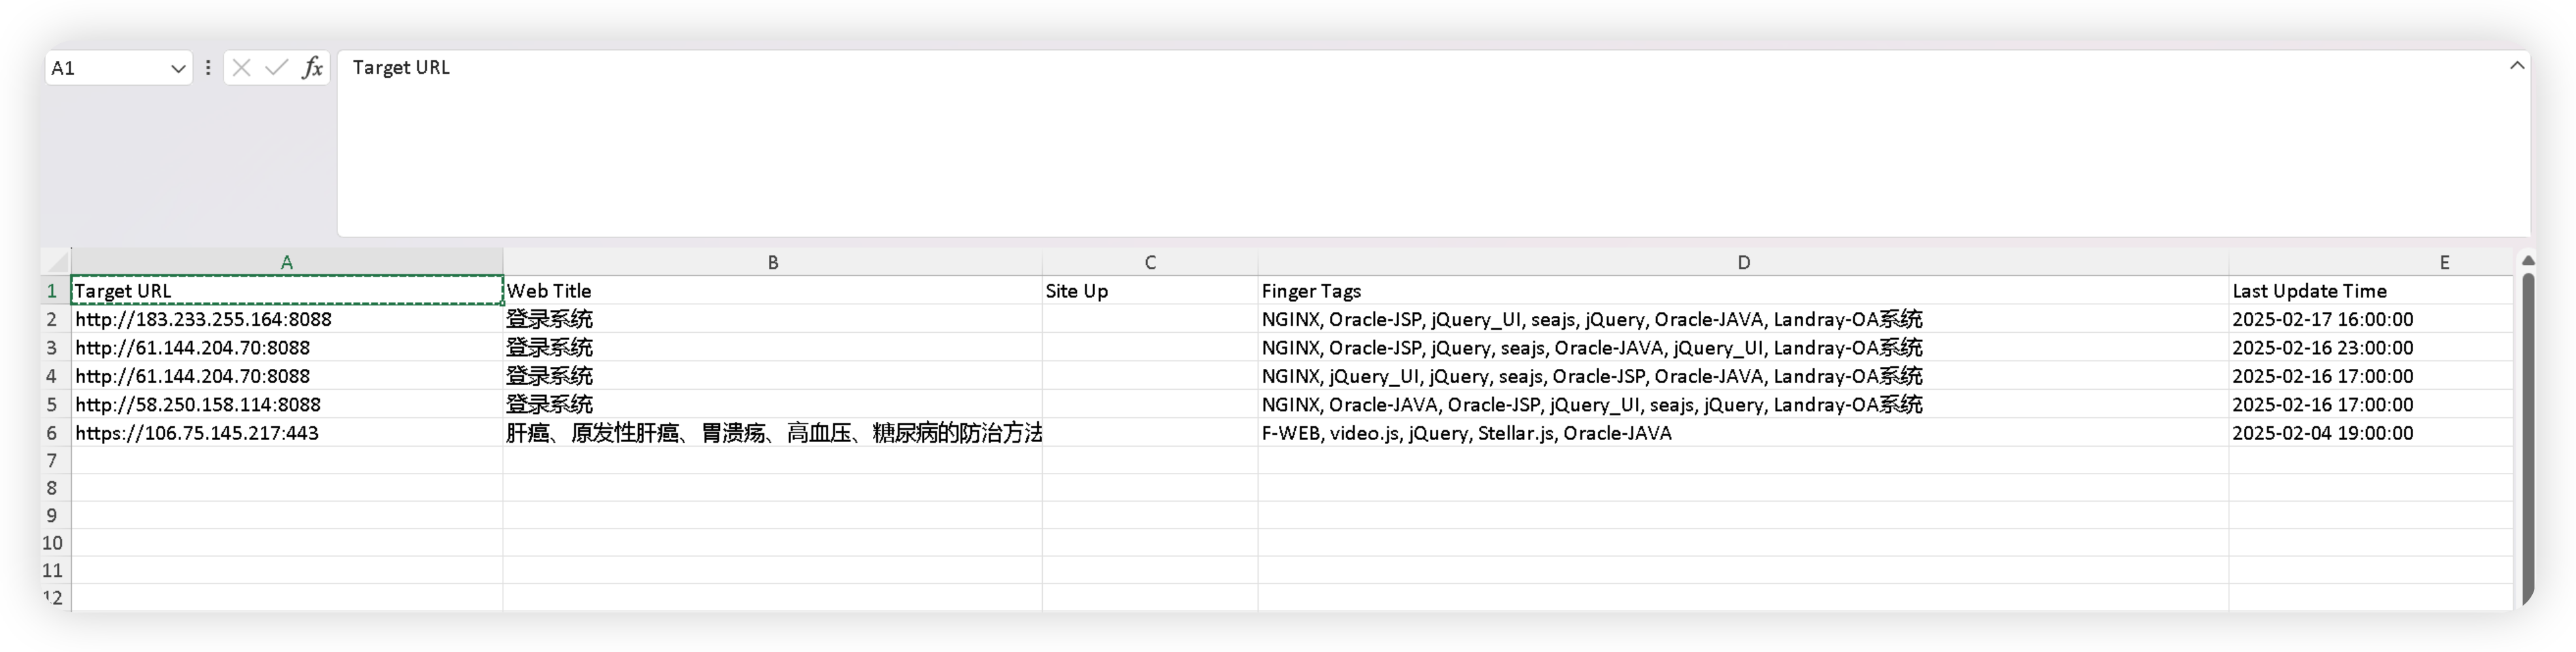 A1 fx Target URL
A B C D E
1 Target URL Web Title Site Up Finger Tags Last Update Time
2 http://183.233.255.164:8088 登录系统 NGINX, Oracle-JSP, jQuery_UI, seajs, jQuery, Oracle-JAVA, Landray-OA系统 2025-02-17 16:00:00
3 http://61.144.204.70:8088 登录系统 NGINX, Oracle-JSP, jQuery, seajs, Oracle-JAVA, jQuery_UI, Landray-OA系统 2025-02-16 23:00:00
4 http://61.144.204.70:8088 登录系统 NGINX, jQuery_UI, jQuery, seajs, Oracle-JSP, Oracle-JAVA, Landray-OA系统 2025-02-16 17:00:00
5 http://58.250.158.114:8088 登录系统 NGINX, Oracle-JAVA, Oracle-JSP, jQuery_UI, seajs, jQuery, Landray-OA系统 2025-02-16 17:00:00
6 https://106.75.145.217:443 肝癌、原发性肝癌、胃溃疡、高血压、糖尿病的防治方法 F-WEB, video.js, jQuery, Stellar.js, Oracle-JAVA 2025-02-04 19:00:00
7
8
9
10
11
12